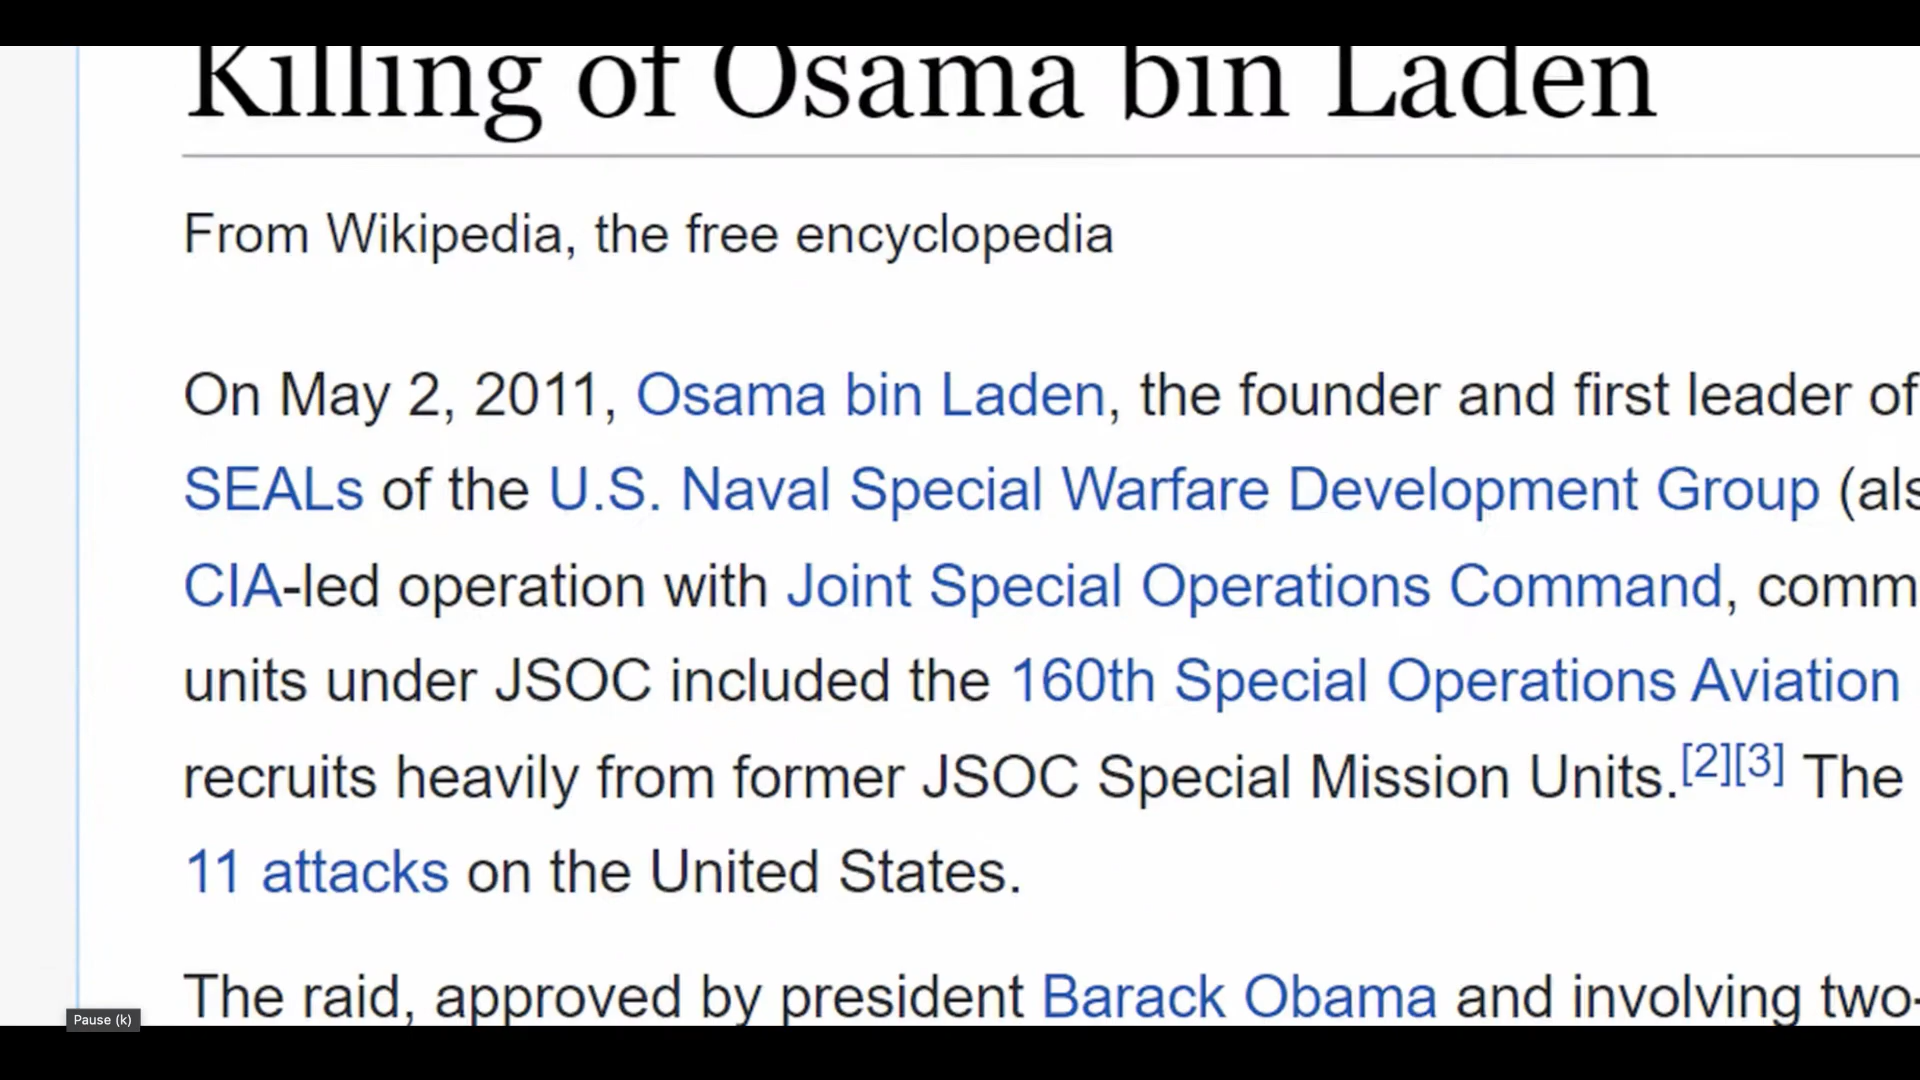 Killing of Osama bin Laden
From Wikipedia, the free encyclopedia
On May 2, 2011, Osama bin Laden, the founder and first leader of
SEALs of the U.S. Naval Special Warfare Development Group (als
CIA-led operation with Joint Special Operations Command, comm
units under JSOC included the 160th Special Operations Aviation
recruits heavily from former JSOC Special Mission Units.[2][3] The
11 attacks on the United States.
The raid, approved by president Barack Obama and involving two-
Pause (k)